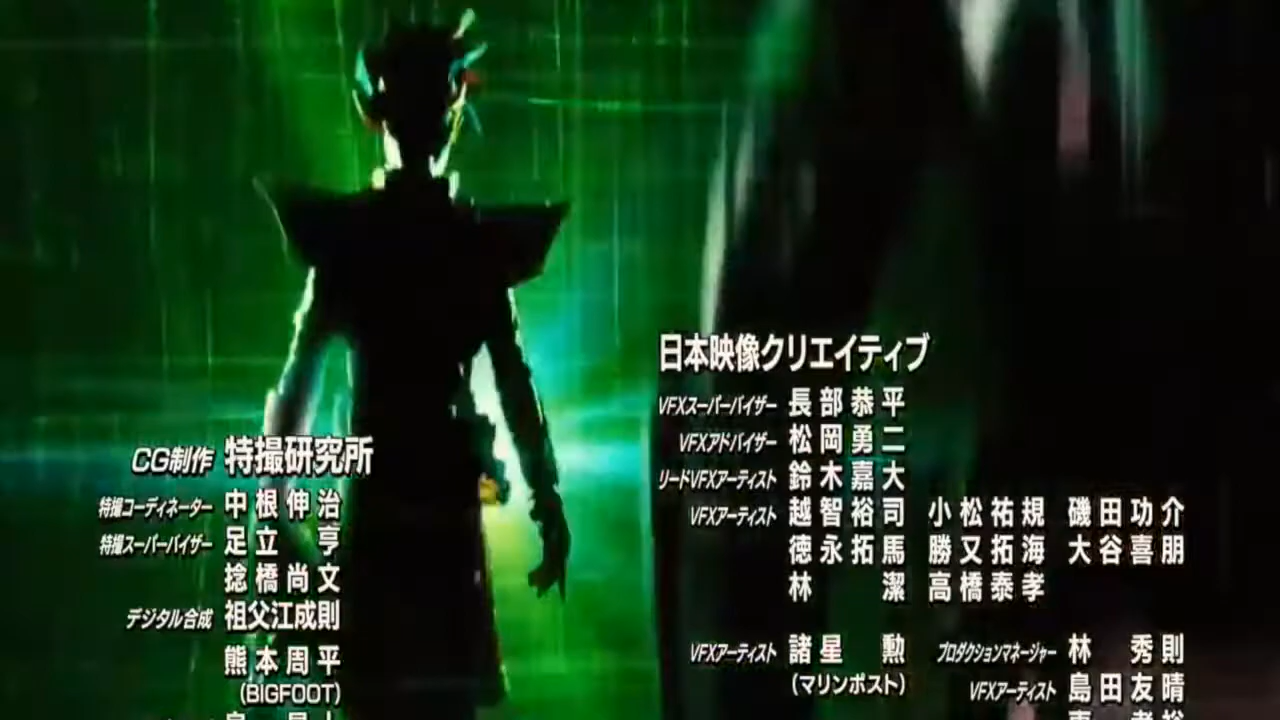 CG制作 特撮研究所
特撮コーディネーター 中根伸治
特撮スーパーバイザー 足立 亨
捻橋尚文
デジタル合成 祖父江成則
熊本周平
(BIGFOOT)
日本映像クリエイティブ
VFXスーパーバイザー 長部恭平
VFXアドバイザー 松岡勇二
リードVFXアーティスト 鈴木嘉大
VFXアーティスト 越智裕司 小松祐規 磯田功介
徳永拓馬 勝又拓海 大谷喜朋
林 潔 高橋泰孝
VFXアーティスト 諸星 勲 プロダクションマネージャー 林 秀則
(マリンポスト) VFXアーティスト 島田友晴